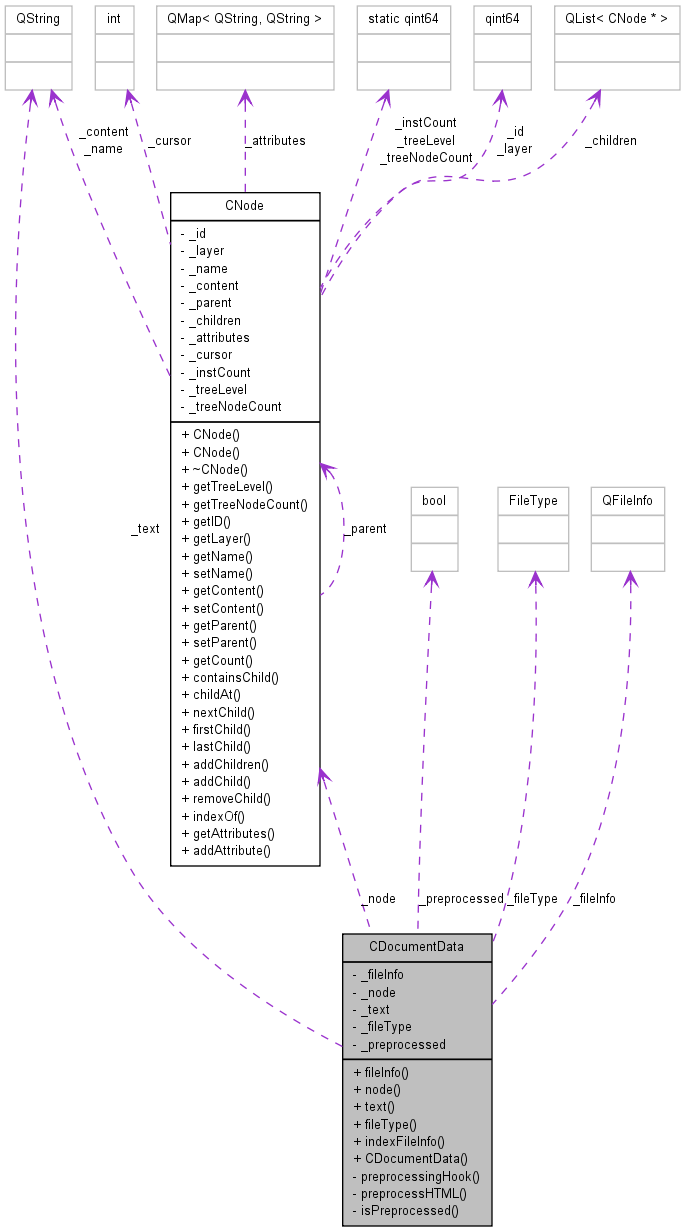 QString
int
QMap< QString, QString >
static qint64
qint64
QList< CNode * >
_content
_name
_cursor
_attributes
_instCount
_treeLevel
_treeNodeCount
_id
_layer
_children
CNode
- _id
- _layer
- _name
- _content
- _parent
- _children
- _attributes
- _cursor
- _instCount
- _treeLevel
- _treeNodeCount
+ CNode()
+ CNode()
+ ~CNode()
+ getTreeLevel()
+ getTreeNodeCount()
+ getID()
+ getLayer()
+ getName()
+ setName()
+ getContent()
+ setContent()
+ getParent()
+ setParent()
+ getCount()
+ containsChild()
+ childAt()
+ nextChild()
+ firstChild()
+ lastChild()
+ addChildren()
+ addChild()
+ removeChild()
+ indexOf()
+ getAttributes()
+ addAttribute()
_text
_parent
bool
FileType
QFileInfo
_node
_preprocessed
_fileType
_fileInfo
CDocumentData
- _fileInfo
- _node
- _text
- _fileType
- _preprocessed
+ fileInfo()
+ node()
+ text()
+ fileType()
+ indexFileInfo()
+ CDocumentData()
- preprocessingHook()
- preprocessHTML()
- isPreprocessed()